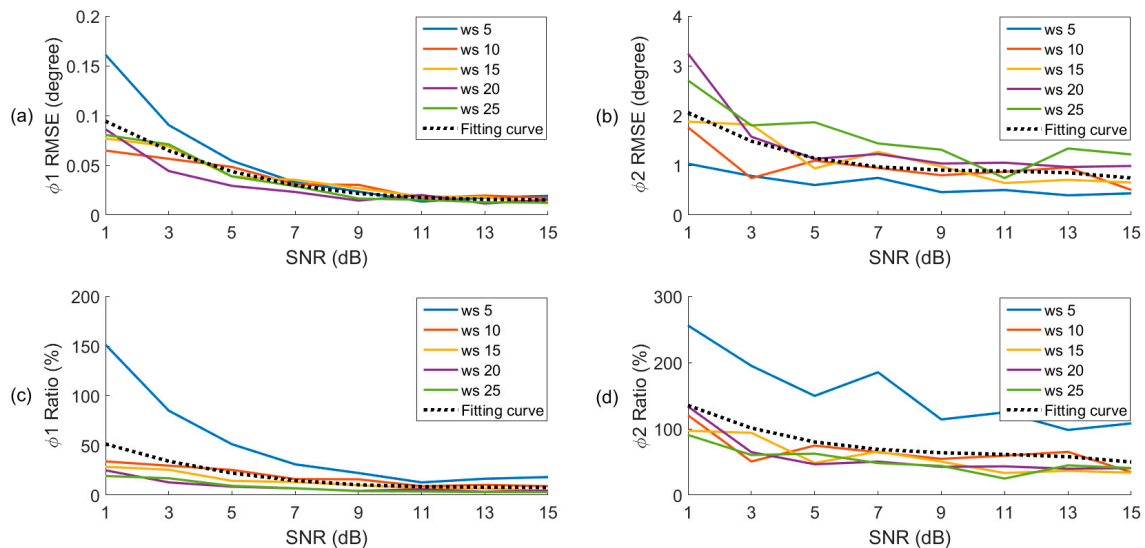 (a)
ϕ1 RMSE (degree)
0.2
0.15
0.1
0.05
0
1 3 5 7 9 11 13 15
SNR (dB)
ws 5
ws 10
ws 15
ws 20
ws 25
Fitting curve
(b)
ϕ2 RMSE (degree)
4
3
2
1
0
1 3 5 7 9 11 13 15
SNR (dB)
ws 5
ws 10
ws 15
ws 20
ws 25
Fitting curve
(c)
ϕ1 Ratio (%)
200
150
100
50
0
1 3 5 7 9 11 13 15
SNR (dB)
ws 5
ws 10
ws 15
ws 20
ws 25
Fitting curve
(d)
ϕ2 Ratio (%)
300
200
100
0
1 3 5 7 9 11 13 15
SNR (dB)
ws 5
ws 10
ws 15
ws 20
ws 25
Fitting curve